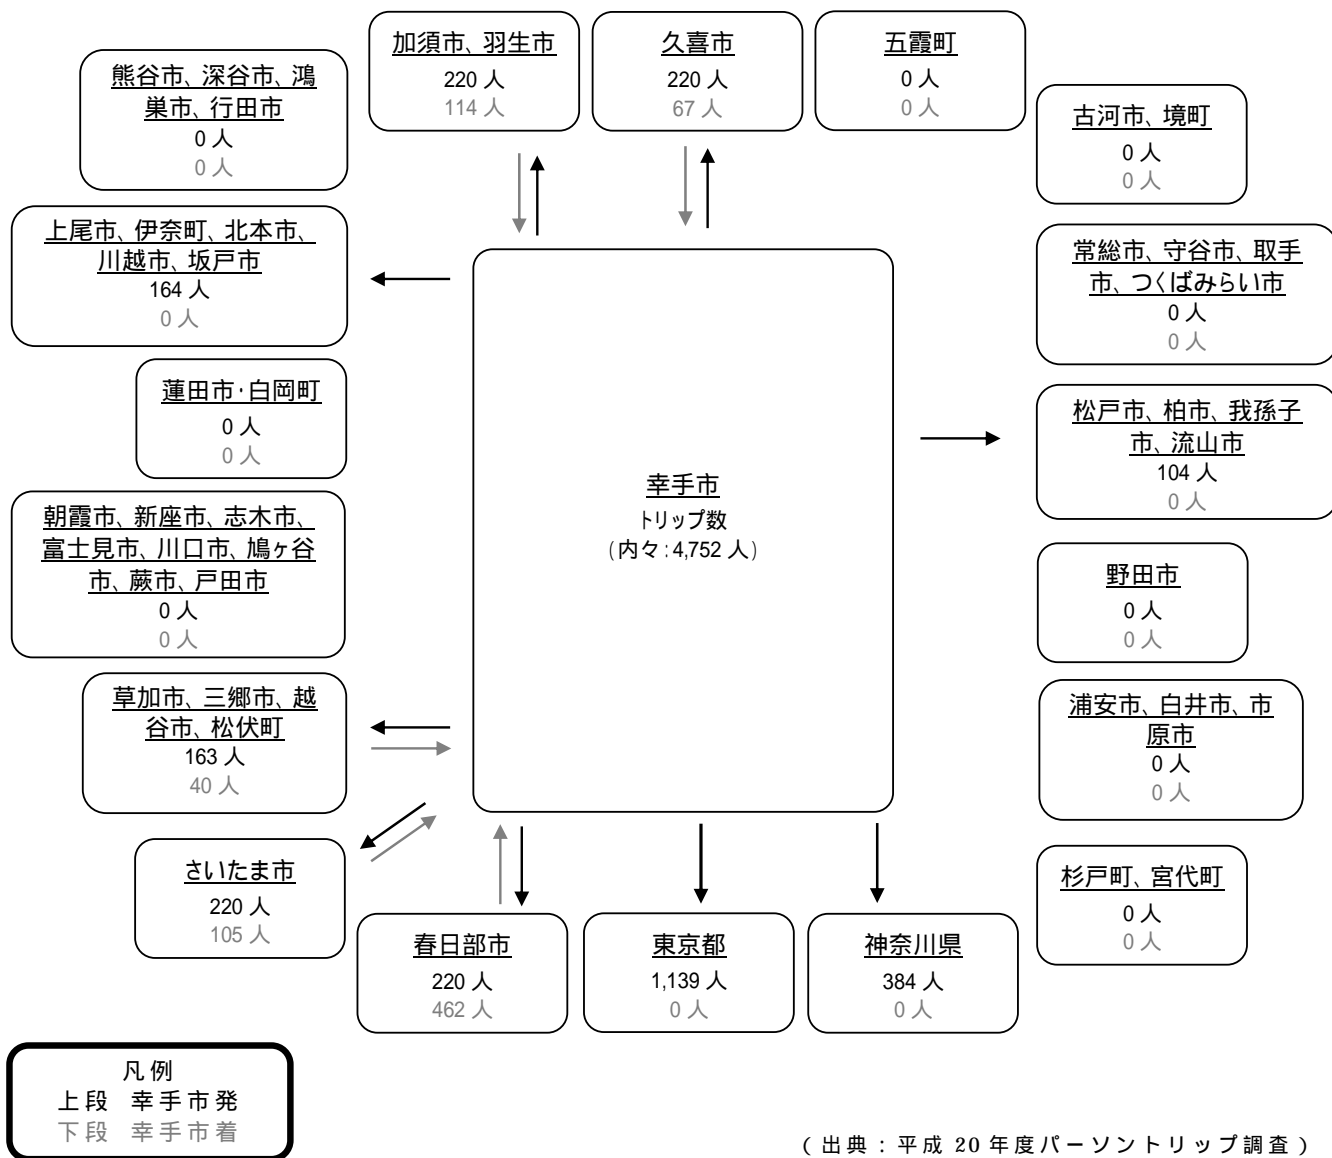 加須市、羽生市
220 人
114 人
久喜市
220 人
67 人
五霞町
0 人
0 人
熊谷市、深谷市、鴻
巣市、行田市
0 人
0 人
古河市、境町
0 人
0 人
上尾市、伊奈町、北本市、
川越市、坂戸市
164 人
0 人
常総市、守谷市、取手
市、つくばみらい市
0 人
0 人
蓮田市・白岡町
0 人
0 人
松戸市、柏市、我孫子
市、流山市
104 人
0 人
幸手市
トリップ数
(内々:4,752 人)
朝霞市、新座市、志木市、
富士見市、川口市、鳩ヶ谷
市、蕨市、戸田市
0 人
0 人
野田市
0 人
0 人
草加市、三郷市、越
谷市、松伏町
163 人
40 人
浦安市、白井市、市
原市
0 人
0 人
さいたま市
220 人
105 人
杉戸町、宮代町
0 人
0 人
春日部市
220 人
462 人
東京都
1,139 人
0 人
神奈川県
384 人
0 人
凡例
上段 幸手市発
下段 幸手市着
(出典:平成 20 年度パーソントリップ調査)